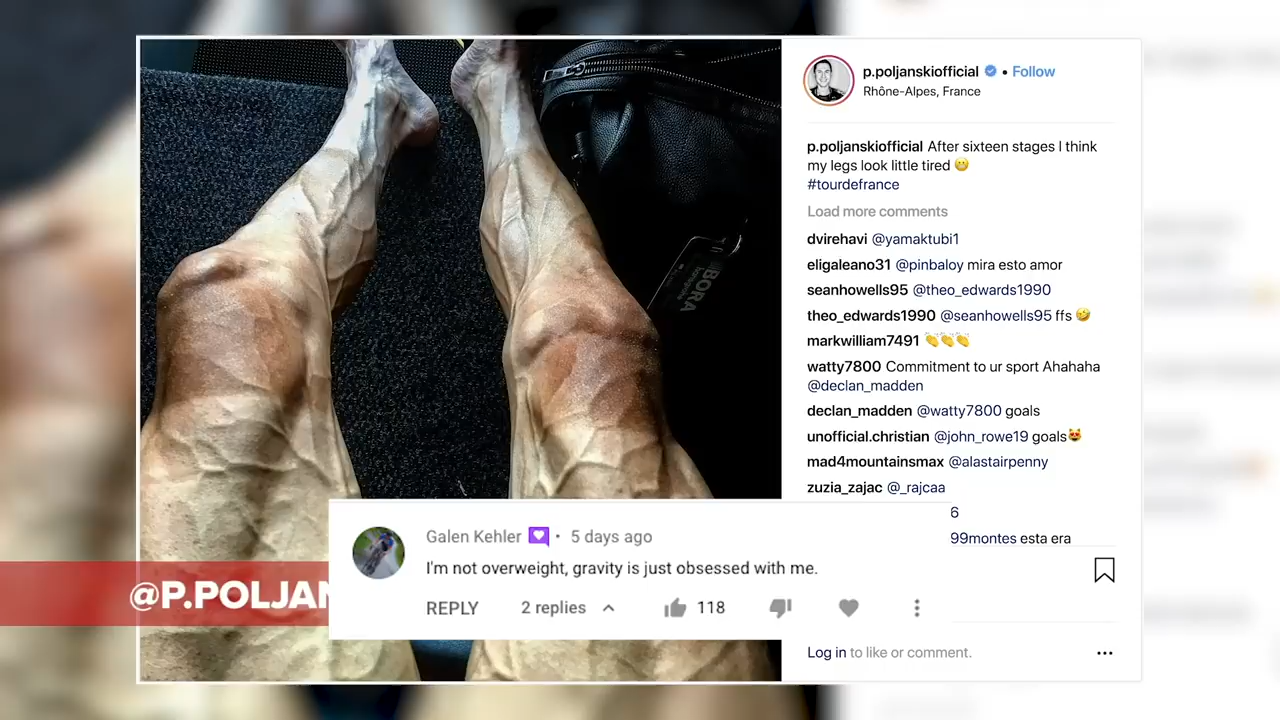 p.poljanskiofficial • Follow
Rhône-Alpes, France
p.poljanskiofficial After sixteen stages I think
my legs look little tired 😬
#tourdefrance
Load more comments
dvirehavi @yamaktubi1
eligaleano31 @pinbaloy mira esto amor
seanhowells95 @theo_edwards1990
theo_edwards1990 @seanhowells95 ffs 🤣
markwilliam7491 👏👏👏
watty7800 Commitment to ur sport Ahahaha
@declan_madden
declan_madden @watty7800 goals
unofficial.christian @john_rowe19 goals😻
mad4mountainsmax @alastairpenny
zuzia_zajac @_rajcaa
6
99montes esta era
Log in to like or comment.
BORA
Galen Kehler • 5 days ago
I'm not overweight, gravity is just obsessed with me.
REPLY 2 replies 118
@P.POLJAN